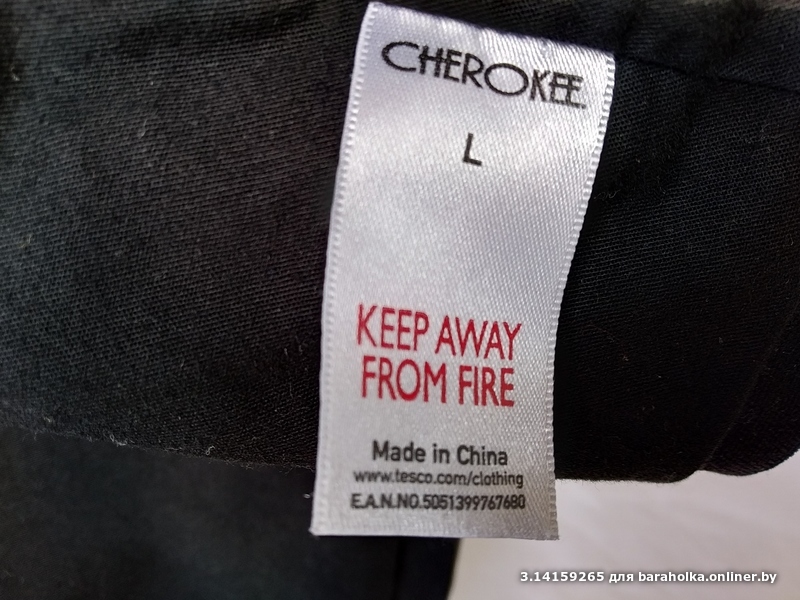 CHEROKEE
L
KEEP AWAY
FROM FIRE
Made in China
www.tesco.com/clothing
E.A.N.NO.5051399767680
3.14159265 для baraholka.onliner.by